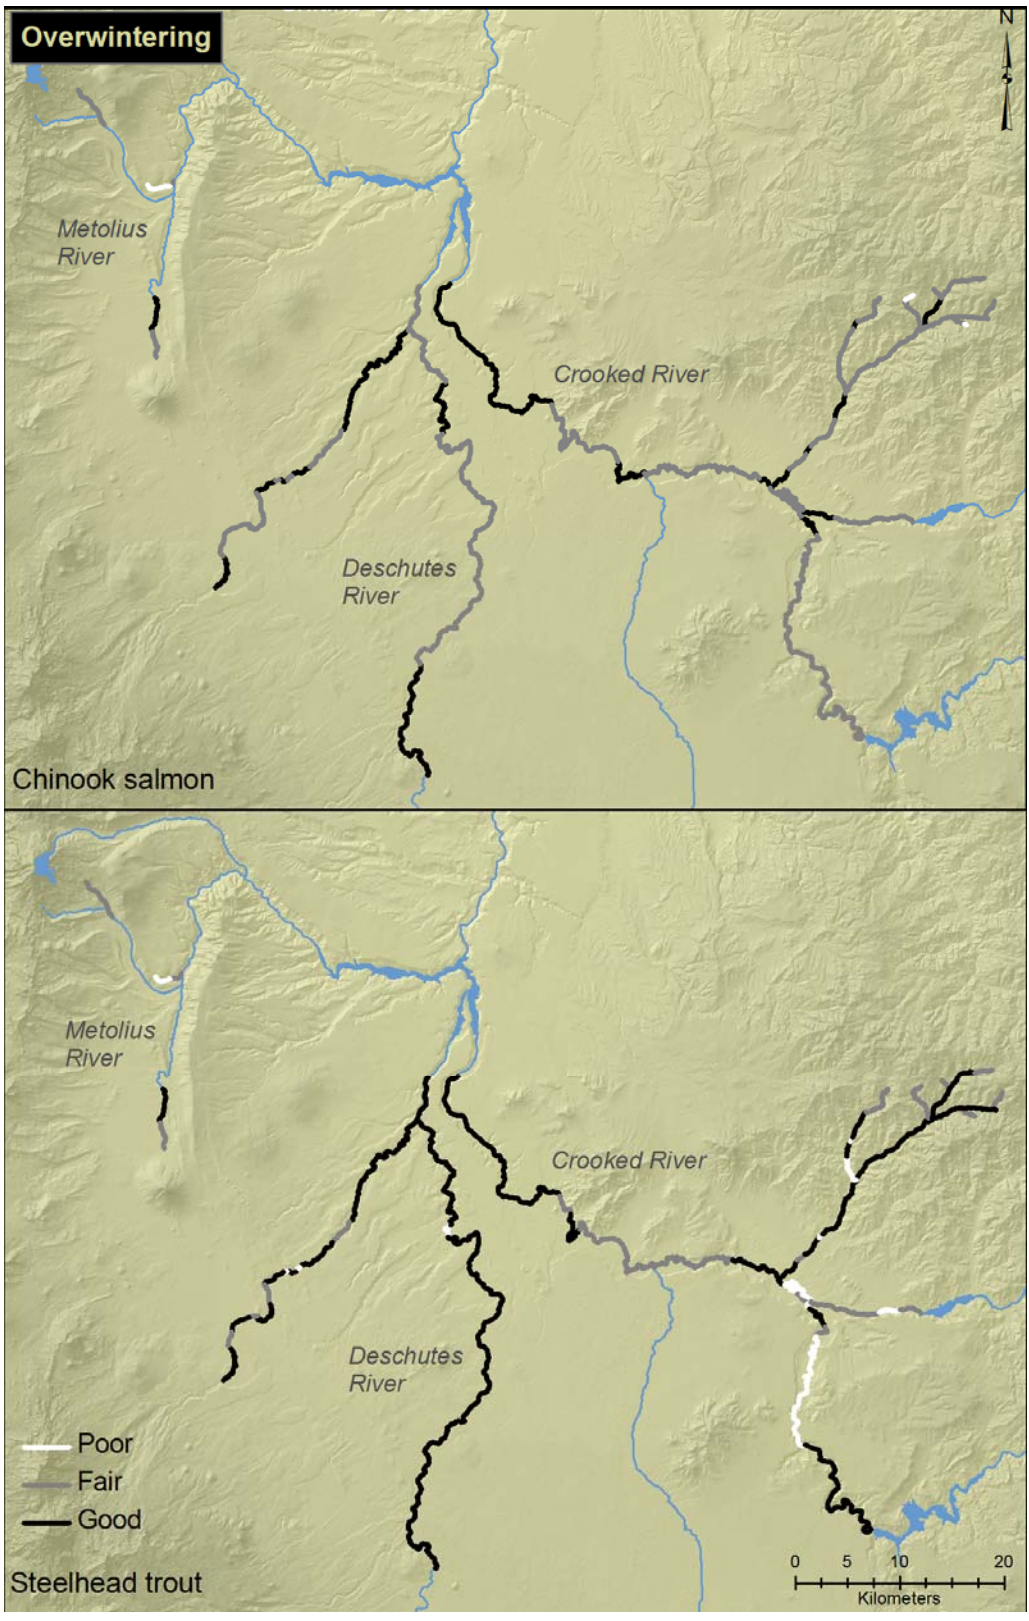 Overwintering
N
Metolius
River
Crooked River
Deschutes
River
Chinook salmon
Metolius
River
Crooked River
Deschutes
River
Poor
Fair
Good
Steelhead trout
0 5 10 20
Kilometers